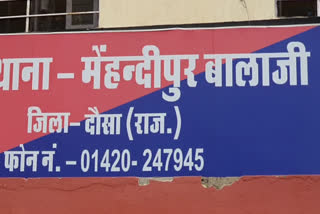 थाना - मेंहन्दीपुर बालाजी
जिला- दौसा (राज.)
फोन नं. - 01420- 247945